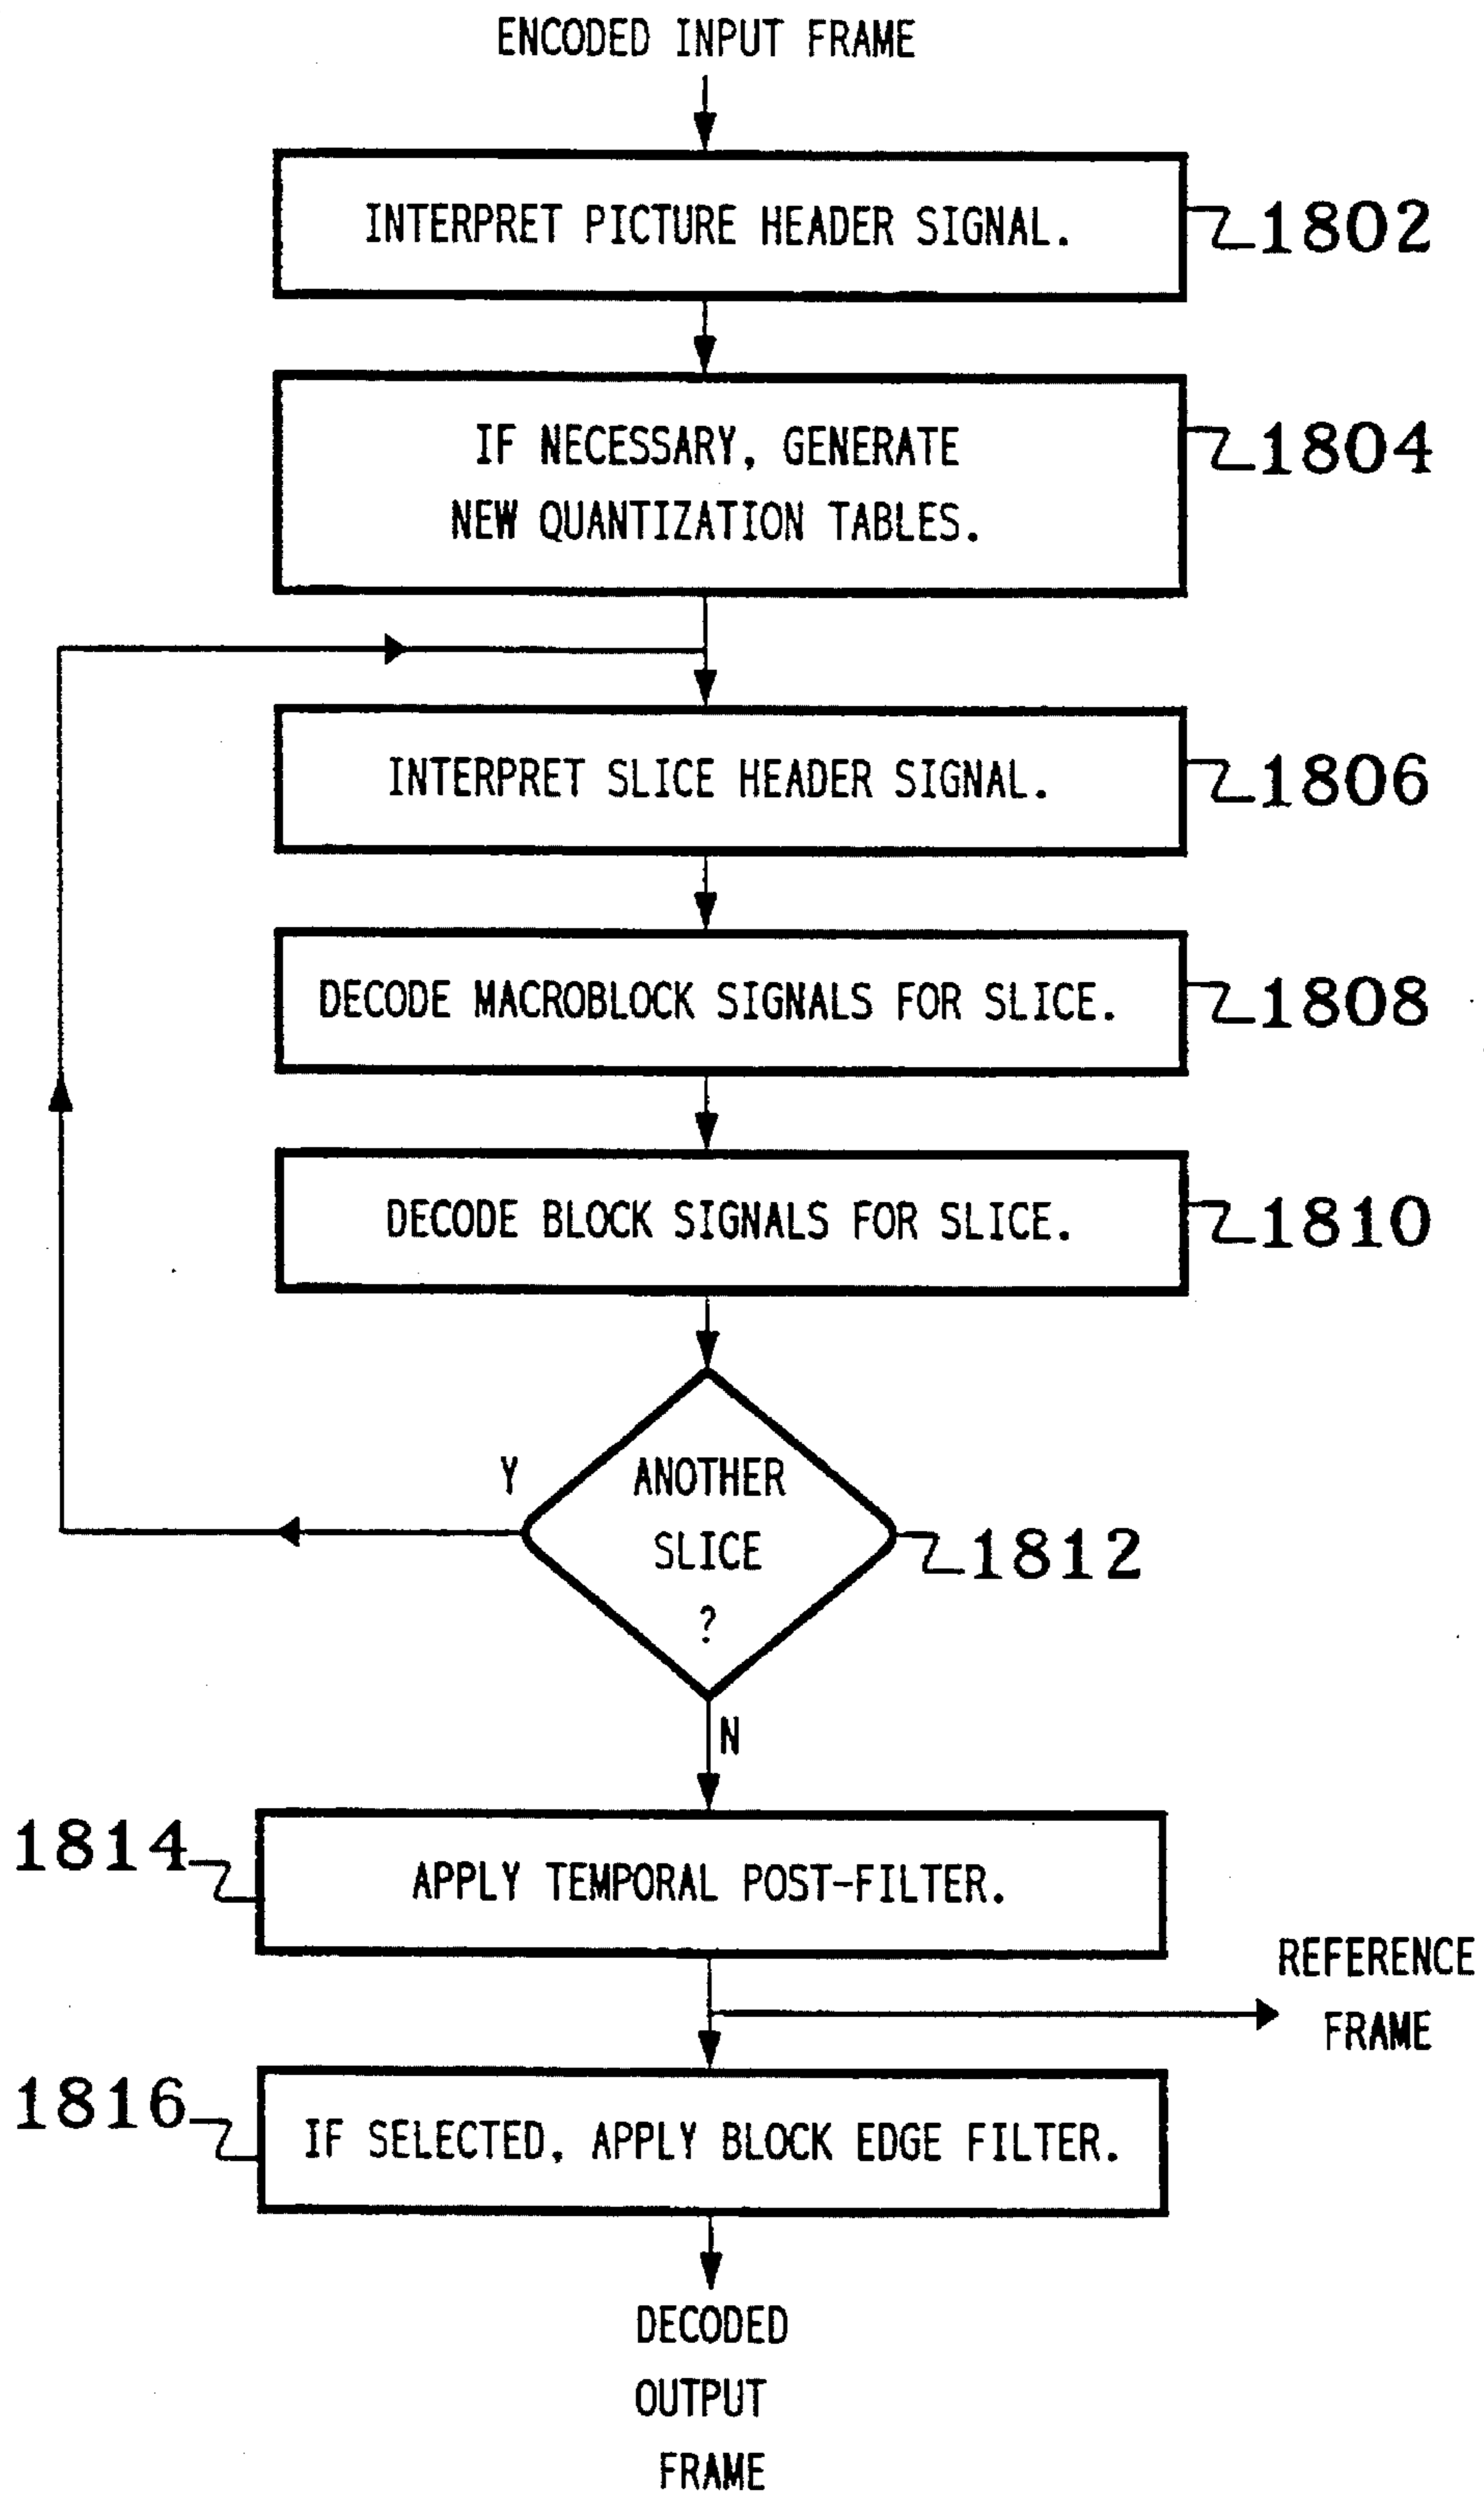 ENCODED INPUT FRAME
INTERPRET PICTURE HEADER SIGNAL.
1802
IF NECESSARY, GENERATE
1804
NEW QUANTIZATION TABLES.
INTERPRET SLICE HEADER SIGNAL.
1806
DECODE MACROBLOCK SIGNALS FOR SLICE.
1808
DECODE BLOCK SIGNALS FOR SLICE.
1810
Y
ANOTHER
SLICE
?
1812
N
1814
APPLY TEMPORAL POST-FILTER.
REFERENCE
FRAME
1816
IF SELECTED, APPLY BLOCK EDGE FILTER.
DECODED
OUTPUT
FRAME